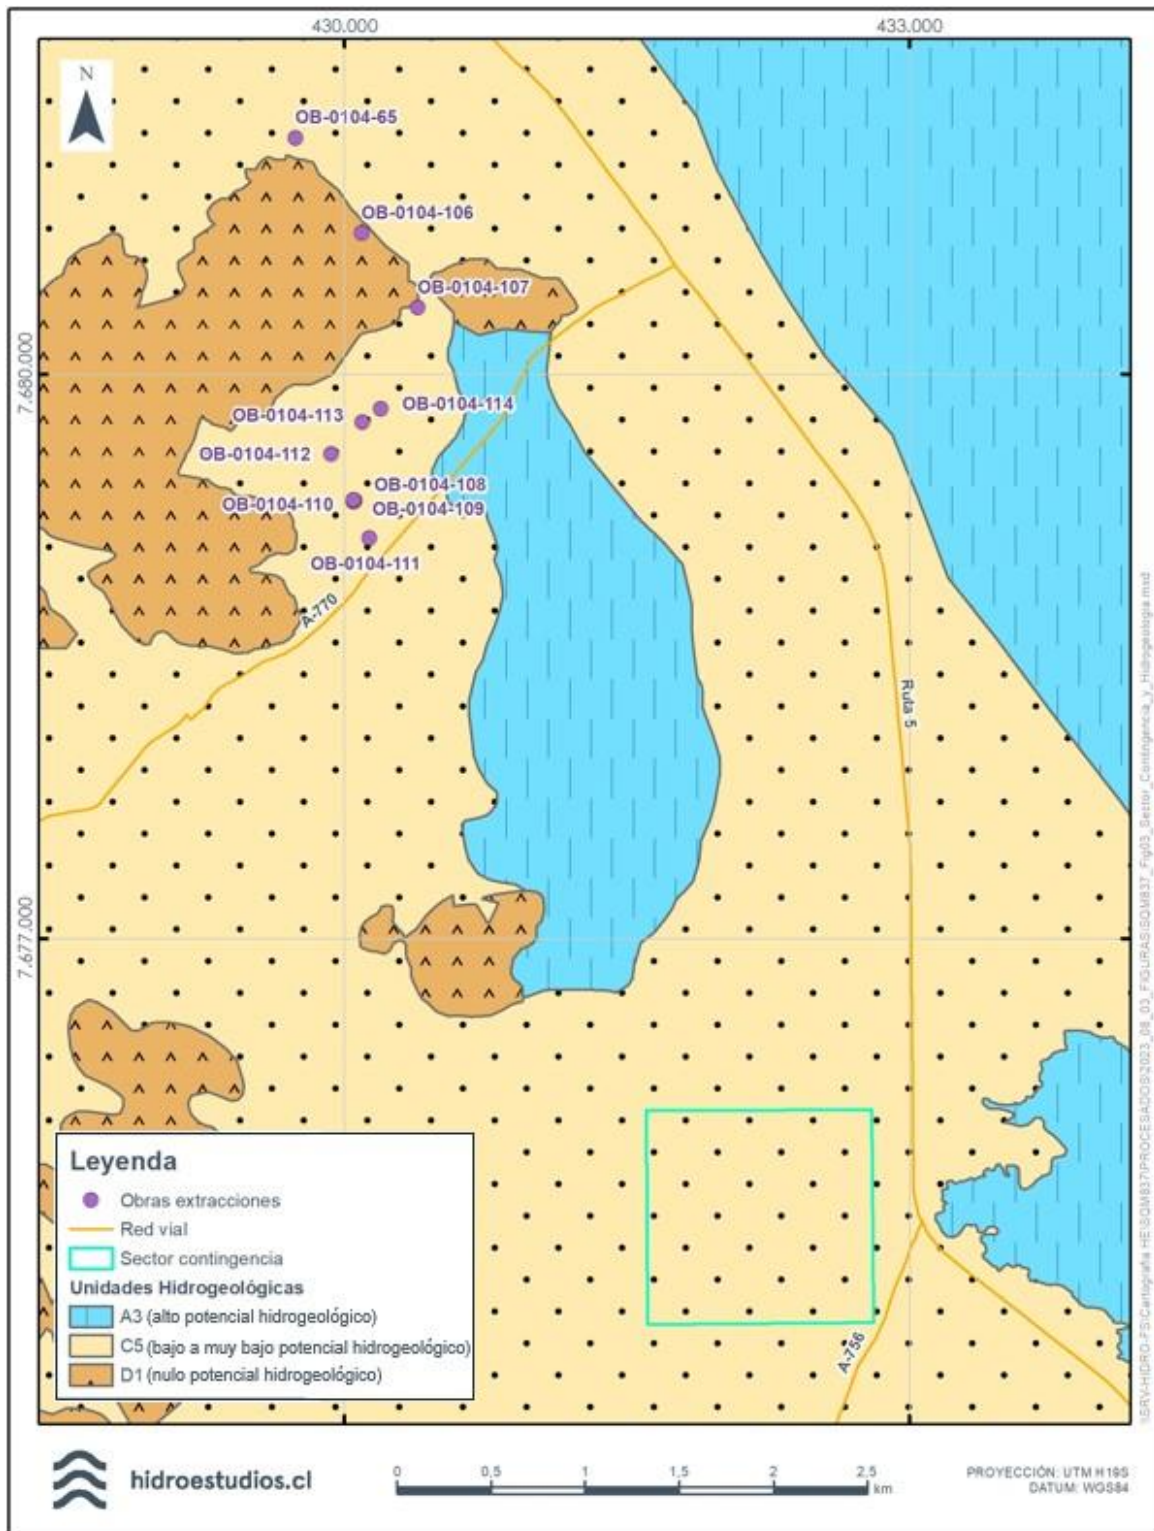 430.000
433.000
N
OB-0104-65
OB-0104-106
OB-0104-107
7.680.000
OB-0104-114
OB-0104-113
OB-0104-112
OB-0104-108
OB-0104-110
OB-0104-109
OB-0104-111
A-770
Ruta 5
7.677.000
A-756
Leyenda
Obras extracciones
Red vial
Sector contingencia
Unidades Hidrogeológicas
A3 (alto potencial hidrogeológico)
C5 (bajo a muy bajo potencial hidrogeológico)
D1 (nulo potencial hidrogeológico)
hidroestudios.cl
0 0,5 1 1,5 2 2,5
km
PROYECCIÓN: UTM H19S
DATUM: WGS84